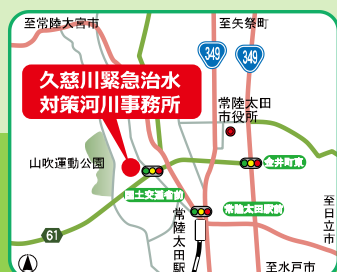 至常陸大宮市
至矢祭町
349
349
久慈川緊急治水
対策河川事務所
常陸太田
市役所
山吹運動公園
金井町東
国土交通省前
常陸太田駅前
61
常陸太田駅
至日立市
至水戸市